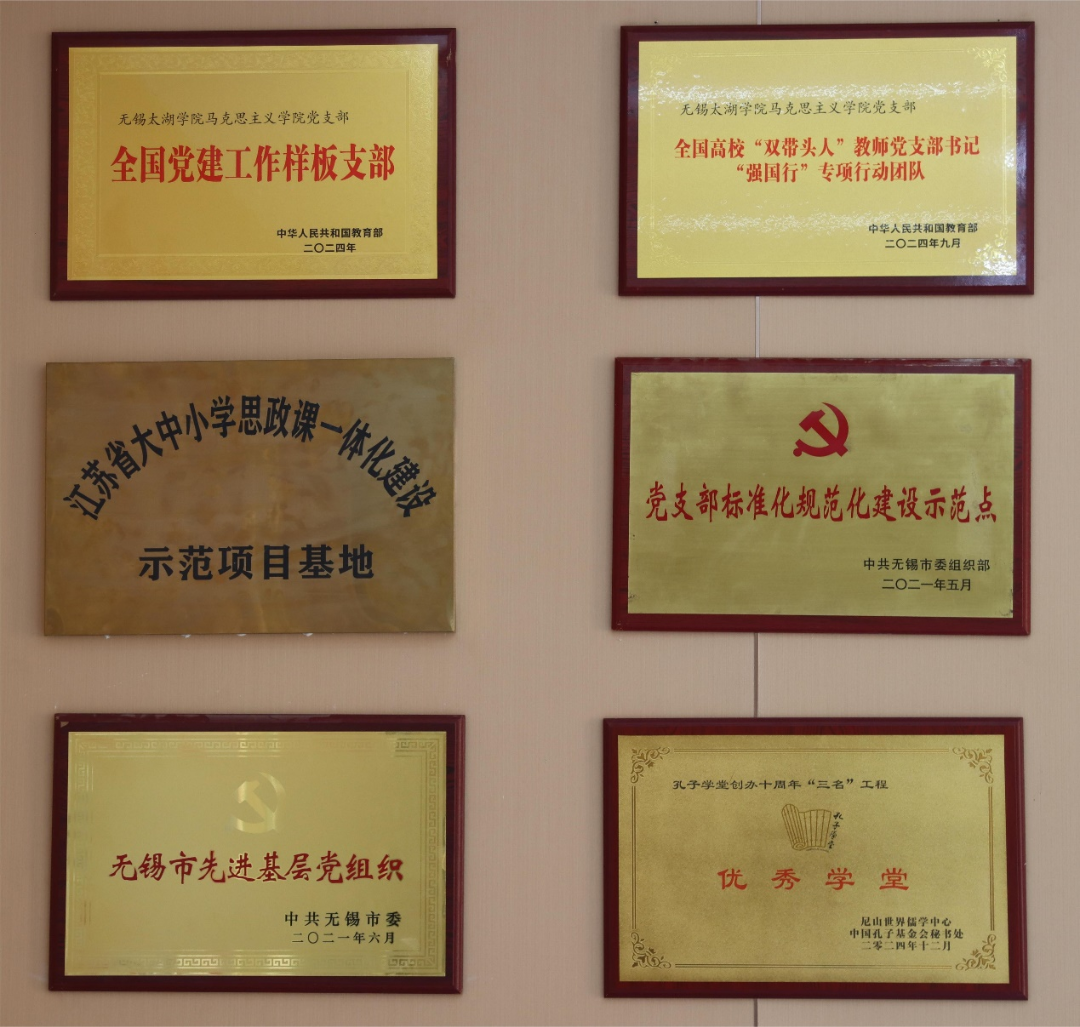 无锡太湖学院马克思主义学院党支部
全国党建工作样板支部
中华人民共和国教育部
二〇二四年
无锡太湖学院马克思主义学院党支部
全国高校“双带头人”教师党支部书记
“强国行”专项行动团队
中华人民共和国教育部
二〇二四年九月
江苏省大中小学思政课一体化建设
示范项目基地
党支部标准化规范化建设示范点
中共无锡市委组织部
二〇二一年五月
无锡市先进基层党组织
中共无锡市委
二〇二一年六月
孔子学堂创办十周年“三名”工程
孔子学堂
优秀学堂
尼山世界儒学中心
中国孔子基金会秘书处
二零二四年十二月